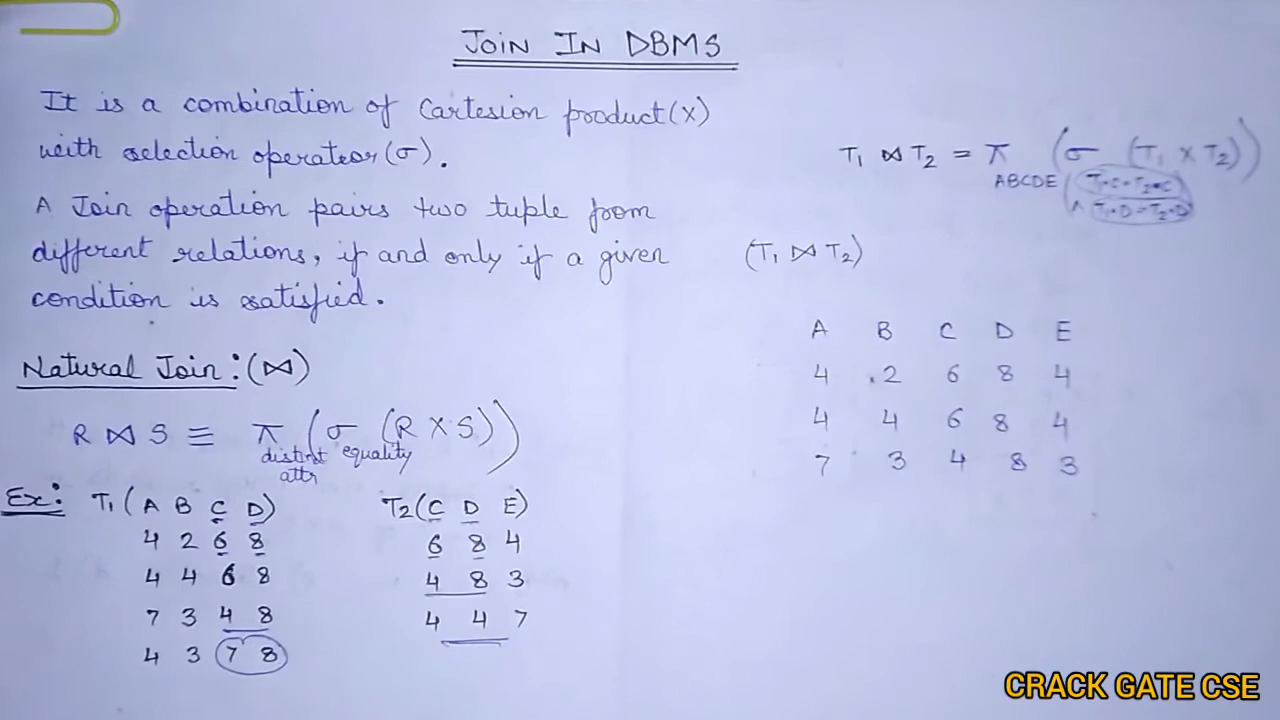 JOIN IN DBMS
It is a combination of Cartesion product(X)
with selection operator(σ).
A Join operation pairs two tuple from
different relations, if and only if a given
condition is satisfied.
Natural Join:(⋈)
R ⋈ S ≡ π (σ (R X S))
distinct equality
attr
Ex: T1(A B C D)
4 2 6 8
4 4 6 8
7 3 4 8
4 3 7 8
T2(C D E)
6 8 4
4 8 3
4 4 7
T1 ⋈ T2 = π (σ (T1 X T2))
ABCDE T1.C=T2.C
∧ T1.D=T2.D
(T1 ⋈ T2)
A B C D E
4 2 6 8 4
4 4 6 8 4
7 3 4 8 3
CRACK GATE CSE